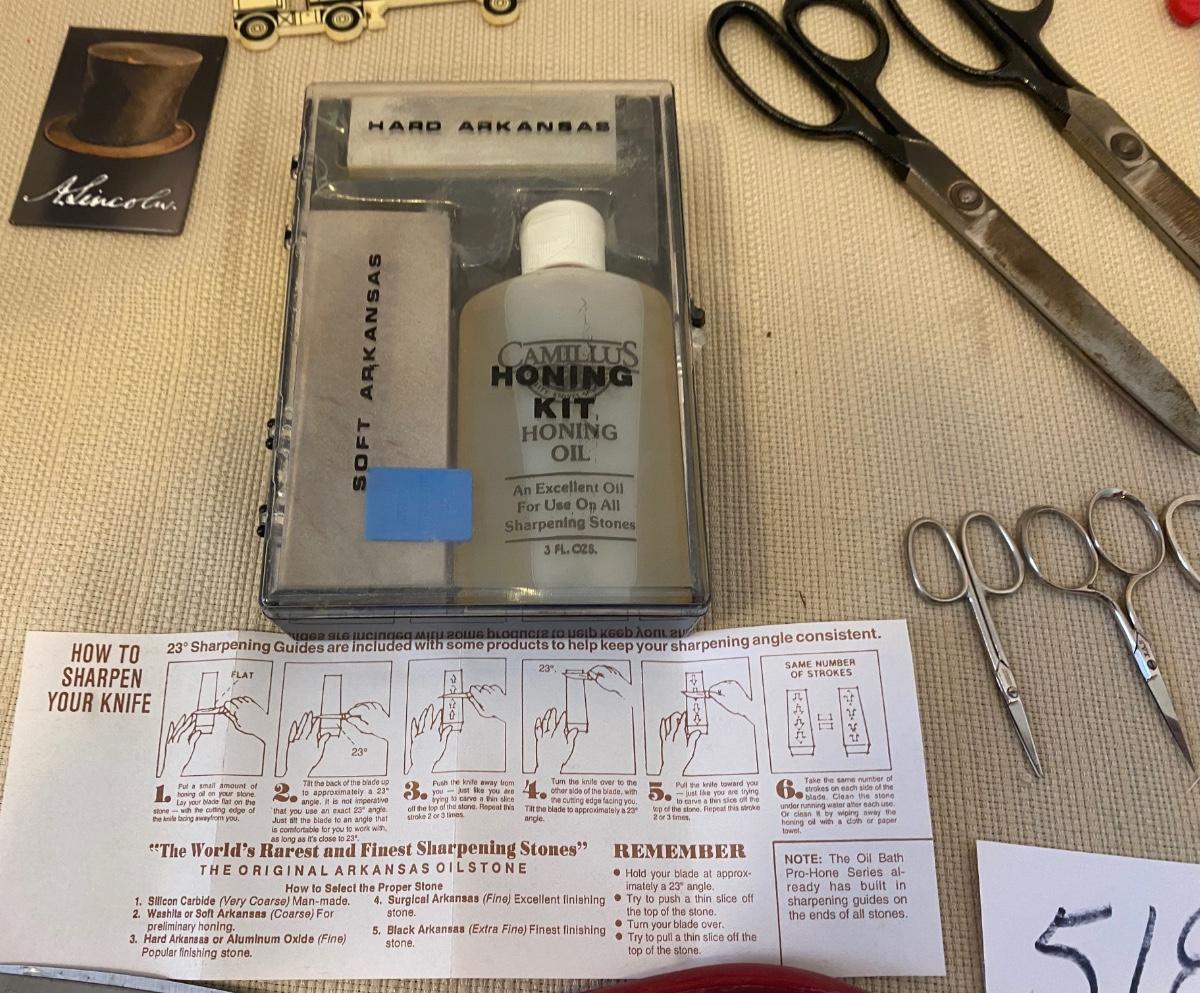 A. Lincoln.
HARD ARKANSAS
SOFT ARKANSAS
CAMILLUS
HONING
KIT
HONING
OIL
An Excellent Oil
For Use On All
Sharpening Stones
3 FL. OZS.
HOW TO
SHARPEN
YOUR KNIFE
23° Sharpening Guides are included with some products to help keep your sharpening angle consistent.
FLAT
23°
23°.
SAME NUMBER
OF STROKES
1. Put a small amount of
honing oil on your stone.
Lay your blade flat on the
stone — with the cutting edge of
the knife facing away from you.
2. Tilt the back of the blade up
to approximately a 23°
angle. It is not imperative
that you use an exact 23° angle.
Just tilt the blade to an angle that
is comfortable for you to work with,
as long as it's close to 23°.
3. Push the knife away from
you — just like you are
trying to carve a thin slice
off the top of the stone. Repeat this
stroke 2 or 3 times.
4. Turn the knife over to the
other side of the blade, with
the cutting edge facing you.
Tilt the blade to approximately a 23°
angle.
5. Pull the knife toward you
— just like you are trying
to carve a thin slice off the
top of the stone. Repeat this stroke
2 or 3 times.
6. Take the same number of
strokes on each side of the
blade. Clean the stone
under running water after each use.
Or clean it by wiping away the
honing oil with a cloth or paper
towel.
"The World's Rarest and Finest Sharpening Stones"
THE ORIGINAL ARKANSAS OILSTONE
How to Select the Proper Stone
1. Silicon Carbide (Very Coarse) Man-made.
2. Washita or Soft Arkansas (Coarse) For
preliminary honing.
3. Hard Arkansas or Aluminum Oxide (Fine)
Popular finishing stone.
4. Surgical Arkansas (Fine) Excellent finishing
stone.
5. Black Arkansas (Extra Fine) Finest finishing
stone.
REMEMBER
● Hold your blade at approx-
imately a 23° angle.
● Try to push a thin slice off
the top of the stone.
● Turn your blade over.
● Try to pull a thin slice off the
top of the stone.
NOTE: The Oil Bath
Pro-Hone Series al-
ready has built in
sharpening guides on
the ends of all stones.
518